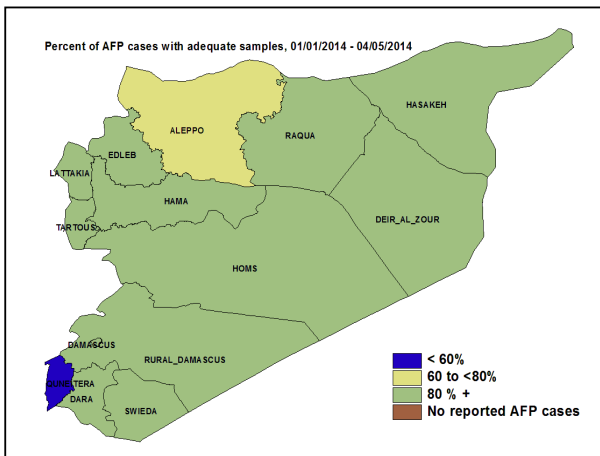 Percent of AFP cases with adequate samples, 01/01/2014 - 04/05/2014
HASAKEH
ALEPPO
RAQUA
EDLEB
LATTAKIA
HAMA
DEIR_AL_ZOUR
TARTOUS
HOMS
DAMASCUS
RURAL_DAMASCUS
QUNEITERA
DARA
SWIEDA
< 60%
60 to <80%
80 % +
No reported AFP cases